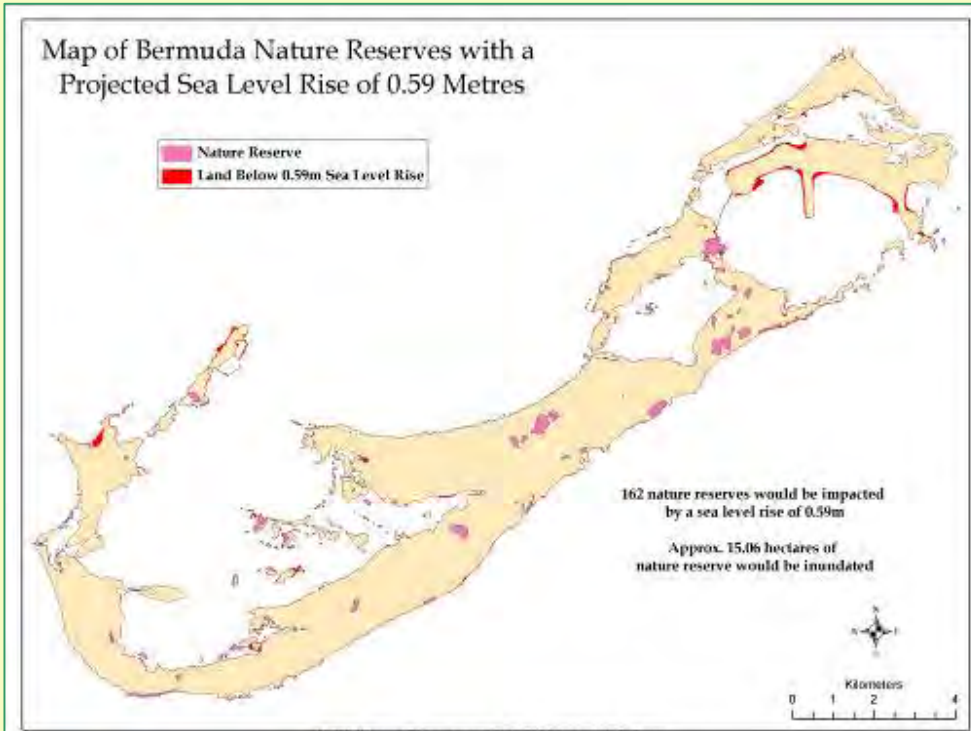 Map of Bermuda Nature Reserves with a
Projected Sea Level Rise of 0.59 Metres
Nature Reserve
Land Below 0.59m Sea Level Rise
162 nature reserves would be impacted
by a sea level rise of 0.59m
Approx. 15.06 hectares of
nature reserve would be inundated
N
E
Kilometers
0 1 2 4